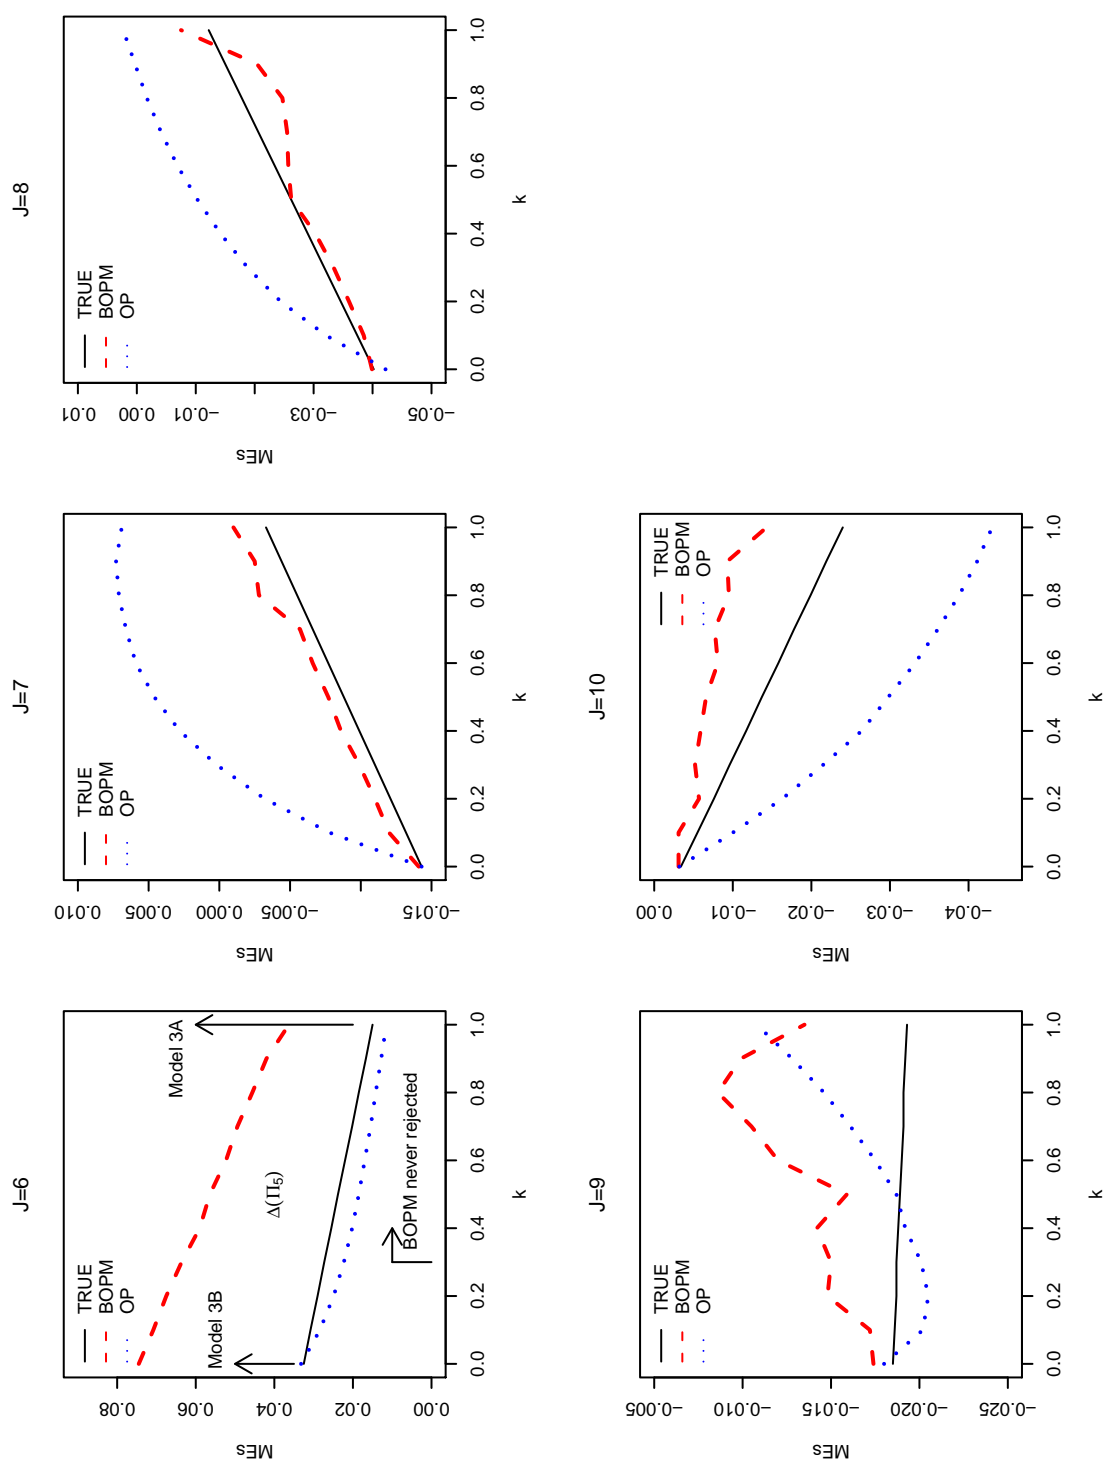 J=6
TRUE
BOPM
OP
Model 3B
Model 3A
Δ(Π₅)
BOPM never rejected
MEs
0.08
0.06
0.04
0.02
0.00
0.0 0.2 0.4 0.6 0.8 1.0
k
J=7
TRUE
BOPM
OP
MEs
0.010
0.005
0.000
−0.005
−0.015
0.0 0.2 0.4 0.6 0.8 1.0
k
J=8
TRUE
BOPM
OP
MEs
0.01
0.00
−0.01
−0.03
−0.05
0.0 0.2 0.4 0.6 0.8 1.0
k
J=9
TRUE
BOPM
OP
MEs
−0.005
−0.010
−0.015
−0.020
−0.025
0.0 0.2 0.4 0.6 0.8 1.0
k
J=10
TRUE
BOPM
OP
MEs
0.00
−0.01
−0.02
−0.03
−0.04
0.0 0.2 0.4 0.6 0.8 1.0
k